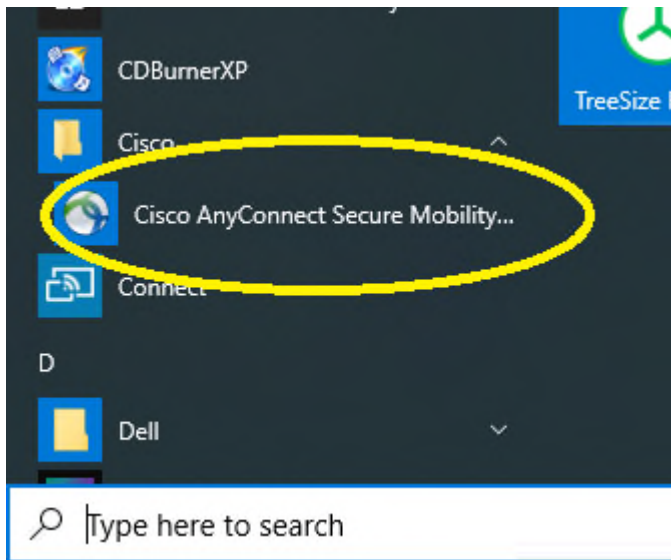 CDBurnerXP
TreeSize
Cisco
Cisco AnyConnect Secure Mobility...
Connect
D
Dell
Type here to search